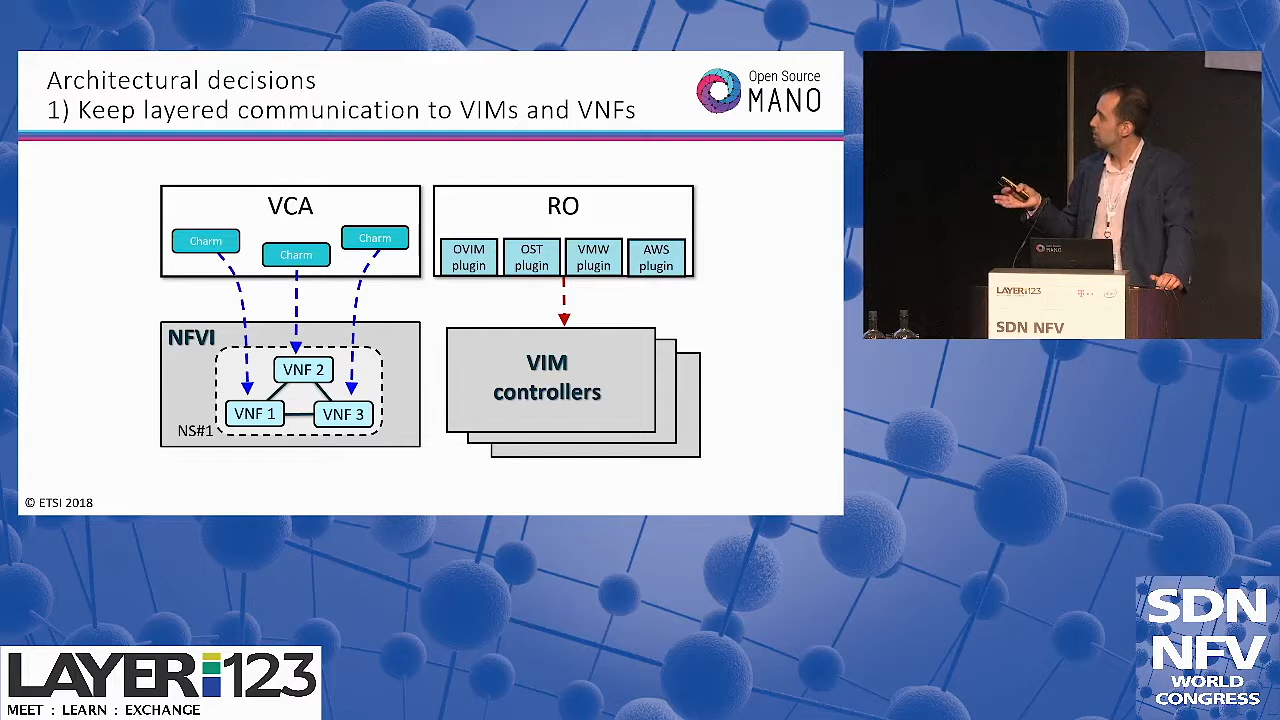 Architectural decisions
1) Keep layered communication to VIMs and VNFs
Open Source
MANO
VCA
Charm
Charm
Charm
RO
OVIM
plugin
OST
plugin
VMW
plugin
AWS
plugin
NFVI
VNF 2
VNF 1
VNF 3
NS#1
VIM
controllers
© ETSI 2018
MANO
LAYER123
SDN NFV
LAYER123
MEET : LEARN : EXCHANGE
SDN
NFV
WORLD
CONGRESS